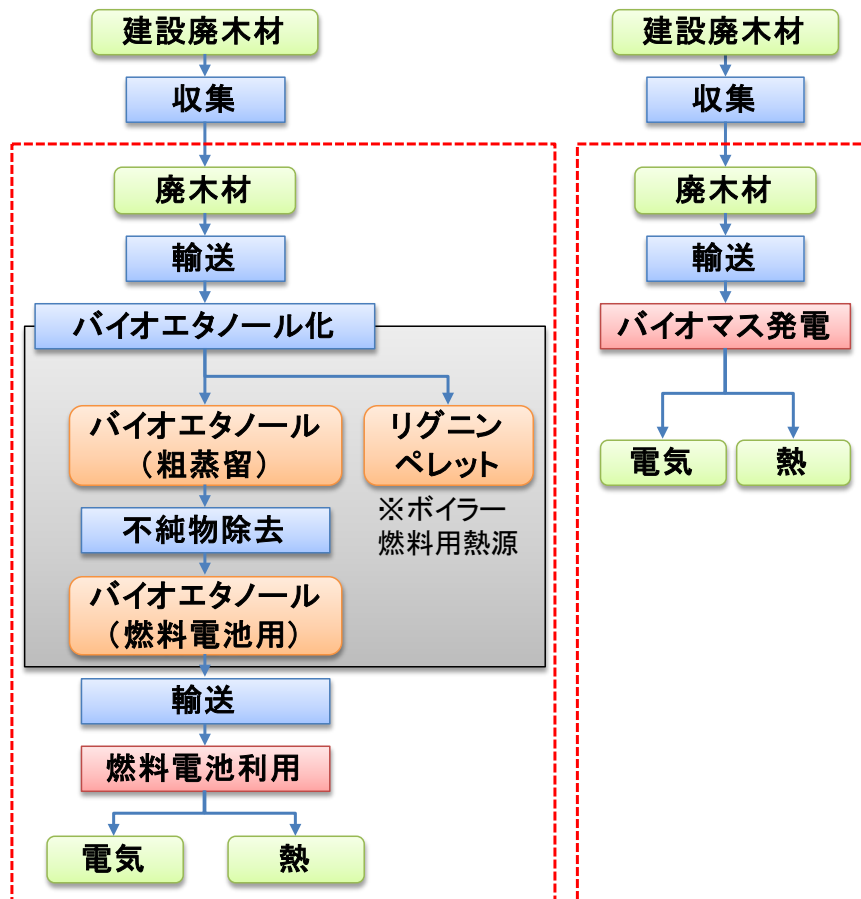 建設廃木材
収集
廃木材
輸送
バイオエタノール化
バイオエタノール
（粗蒸留）
リグニン
ペレット
※ボイラー
燃料用熱源
不純物除去
バイオエタノール
（燃料電池用）
輸送
燃料電池利用
電気
熱
建設廃木材
収集
廃木材
輸送
バイオマス発電
電気
熱